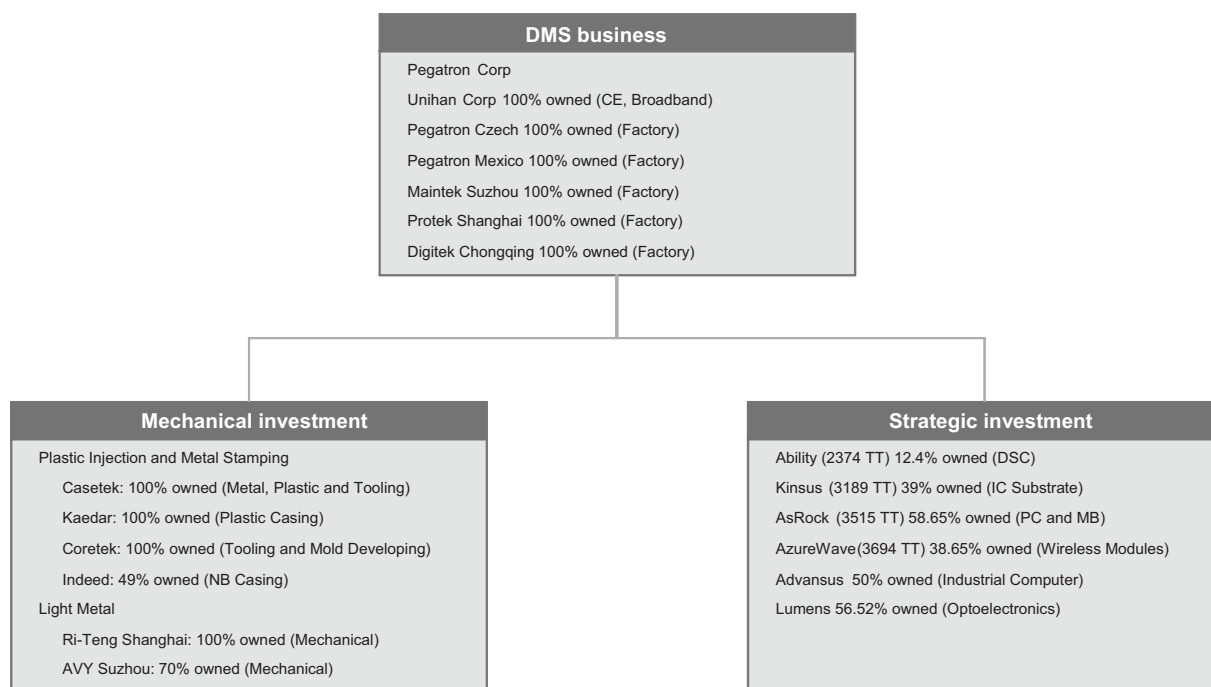 DMS business
Pegatron Corp
Unihan Corp 100% owned (CE, Broadband)
Pegatron Czech 100% owned (Factory)
Pegatron Mexico 100% owned (Factory)
Maintek Suzhou 100% owned (Factory)
Protek Shanghai 100% owned (Factory)
Digitek Chongqing 100% owned (Factory)
Mechanical investment
Plastic Injection and Metal Stamping
Casetek: 100% owned (Metal, Plastic and Tooling)
Kaedar: 100% owned (Plastic Casing)
Coretek: 100% owned (Tooling and Mold Developing)
Indeed: 49% owned (NB Casing)
Light Metal
Ri-Teng Shanghai: 100% owned (Mechanical)
AVY Suzhou: 70% owned (Mechanical)
Strategic investment
Ability (2374 TT) 12.4% owned (DSC)
Kinsus (3189 TT) 39% owned (IC Substrate)
AsRock (3515 TT) 58.65% owned (PC and MB)
AzureWave(3694 TT) 38.65% owned (Wireless Modules)
Advansus 50% owned (Industrial Computer)
Lumens 56.52% owned (Optoelectronics)